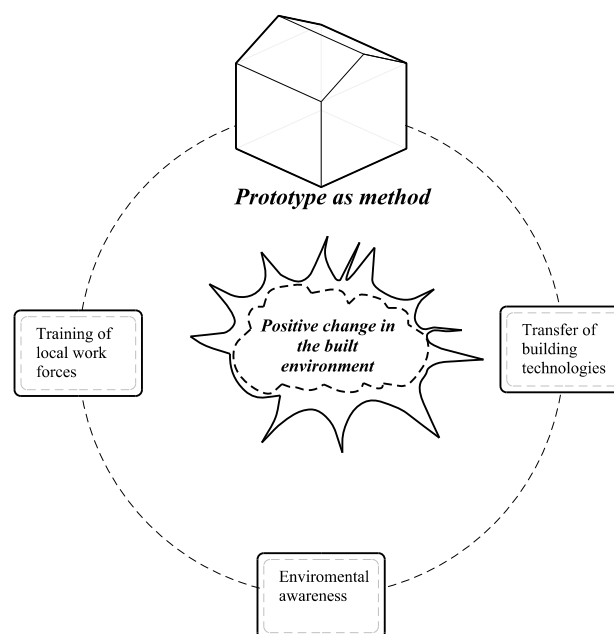 Prototype as method
Positive change in
the built
environment
Training of
local work
forces
Transfer of
building
technologies
Enviromental
awareness